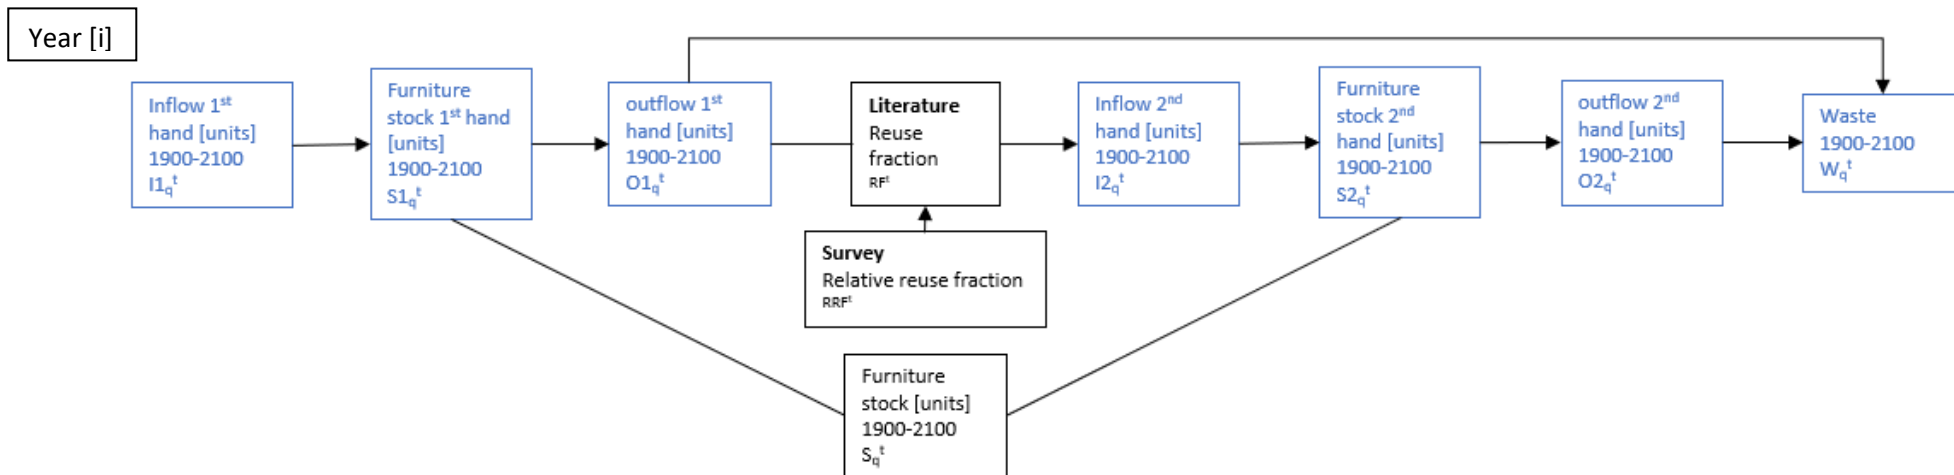 Year [i]
Inflow 1st
hand [units]
1900-2100
I1qt
Furniture
stock 1st hand
[units]
1900-2100
S1qt
outflow 1st
hand [units]
1900-2100
O1qt
Literature
Reuse
fraction
RFt
Survey
Relative reuse fraction
RRFt
Inflow 2nd
hand [units]
1900-2100
I2qt
Furniture
stock 2nd
hand [units]
1900-2100
S2qt
outflow 2nd
hand [units]
1900-2100
O2qt
Waste
1900-2100
Wqt
Furniture
stock [units]
1900-2100
Sqt